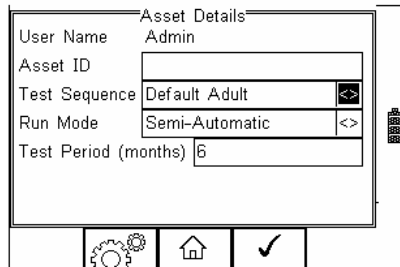 Asset Details
User Name Admin
Asset ID
Test Sequence Default Adult <>
Run Mode Semi-Automatic <>
Test Period (months) 6